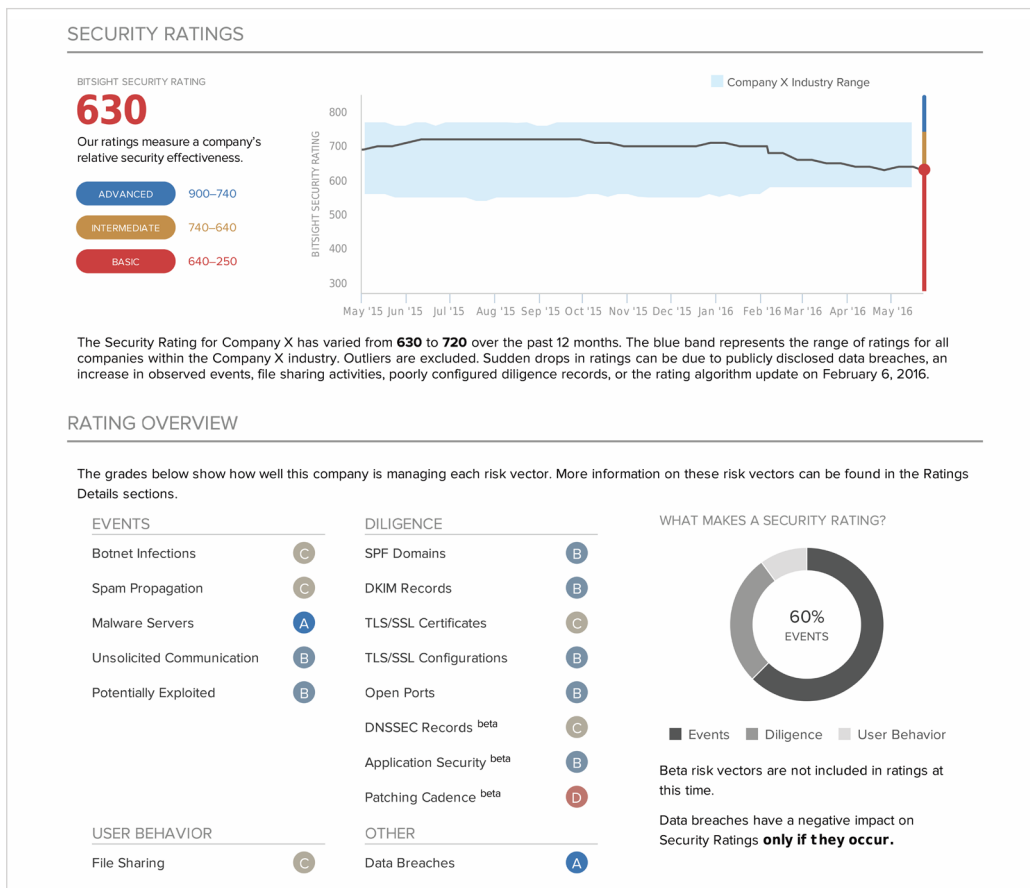 SECURITY RATINGS
BITSIGHT SECURITY RATING
630
Our ratings measure a company's
relative security effectiveness.
ADVANCED 900–740
INTERMEDIATE 740–640
BASIC 640–250
Company X Industry Range
BITSIGHT SECURITY RATING
800
700
600
500
400
300
May '15 Jun '15 Jul '15 Aug '15 Sep '15 Oct '15 Nov '15 Dec '15 Jan '16 Feb '16 Mar '16 Apr '16 May '16
The Security Rating for Company X has varied from 630 to 720 over the past 12 months. The blue band represents the range of ratings for all
companies within the Company X industry. Outliers are excluded. Sudden drops in ratings can be due to publicly disclosed data breaches, an
increase in observed events, file sharing activities, poorly configured diligence records, or the rating algorithm update on February 6, 2016.
RATING OVERVIEW
The grades below show how well this company is managing each risk vector. More information on these risk vectors can be found in the Ratings
Details sections.
EVENTS
Botnet Infections C
Spam Propagation C
Malware Servers A
Unsolicited Communication B
Potentially Exploited B
DILIGENCE
SPF Domains B
DKIM Records B
TLS/SSL Certificates C
TLS/SSL Configurations B
Open Ports B
DNSSEC Records beta C
Application Security beta B
Patching Cadence beta D
USER BEHAVIOR
File Sharing C
OTHER
Data Breaches A
WHAT MAKES A SECURITY RATING?
60%
EVENTS
Events Diligence User Behavior
Beta risk vectors are not included in ratings at
this time.
Data breaches have a negative impact on
Security Ratings only if they occur.